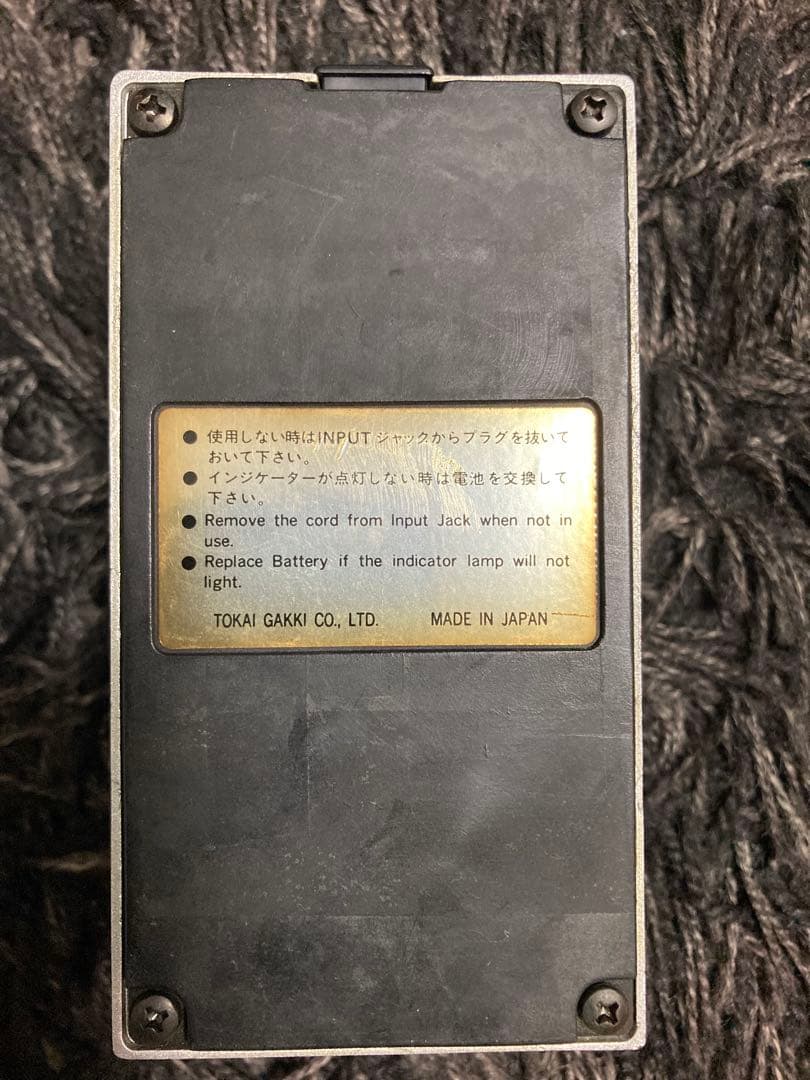 ● 使用しない時はINPUTジャックからプラグを抜いて
おいて下さい。
● インジケーターが点灯しない時は電池を交換して
下さい。
● Remove the cord from Input Jack when not in
use.
● Replace Battery if the indicator lamp will not
light.
TOKAI GAKKI CO., LTD. MADE IN JAPAN